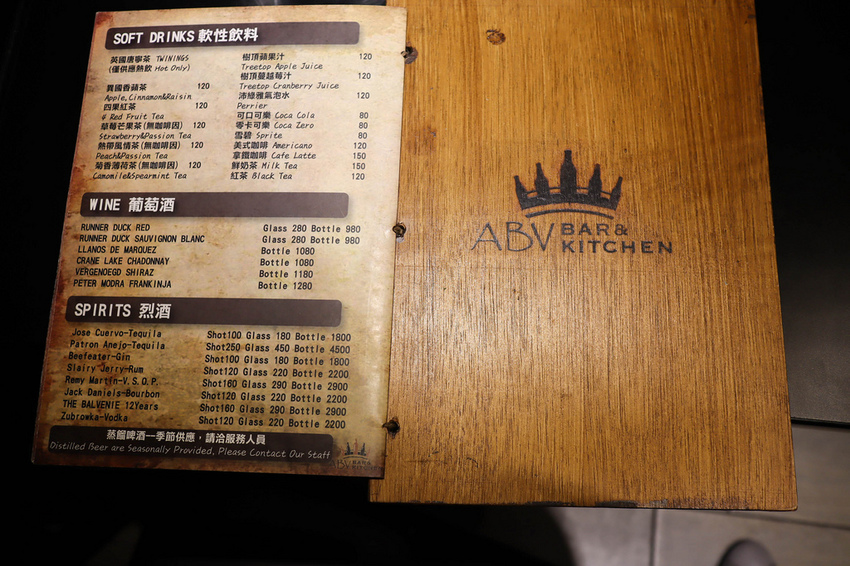 SOFT DRINKS 軟性飲料
英國唐寧茶 TWININGS
(僅供應熱飲 Hot Only)
異國香蘋茶 120
Apple,Cinnamon&Raisin
四果紅茶 120
4 Red Fruit Tea
草莓芒果茶(無咖啡因) 120
Strawberry&Passion Tea
熱帶風情茶(無咖啡因) 120
Peach&Passion Tea
菊香薄荷茶(無咖啡因) 120
Camomile&Spearmint Tea
樹頂蘋果汁 120
Treetop Apple Juice
樹頂蔓越莓汁 120
Treetop Cranberry Juice
沛綠雅氣泡水 120
Perrier
可口可樂 Coca Cola 80
零卡可樂 Coca Zero 80
雪碧 Sprite 80
美式咖啡 Americano 120
拿鐵咖啡 Cafe Latte 150
鮮奶茶 Milk Tea 150
紅茶 Black Tea 120
WINE 葡萄酒
RUNNER DUCK RED Glass 280 Bottle 980
RUNNER DUCK SAUVIGNON BLANC Glass 280 Bottle 980
LLANOS DE MARQUEZ Bottle 1080
CRANE LAKE CHADONNAY Bottle 1080
VERGENOEGD SHIRAZ Bottle 1180
PETER MODRA FRANKINJA Bottle 1280
SPIRITS 烈酒
Jose Cuervo-Tequila Shot100 Glass 180 Bottle 1800
Patron Anejo-Tequila Shot250 Glass 450 Bottle 4500
Beefeater-Gin Shot100 Glass 180 Bottle 1800
Slairy Jerry-Rum Shot120 Glass 220 Bottle 2200
Remy Martin-V.S.O.P. Shot160 Glass 290 Bottle 2900
Jack Daniels-Bourbon Shot120 Glass 220 Bottle 2200
THE BALVENIE 12Years Shot160 Glass 290 Bottle 2900
Zubrowka-Vodka Shot120 Glass 220 Bottle 2200
蒸餾啤酒--季節供應，請洽服務人員
Distilled Beer are Seasonally Provided, Please Contact Our Staff
ABV BAR &
KITCHEN
ABV BAR &
KITCHEN